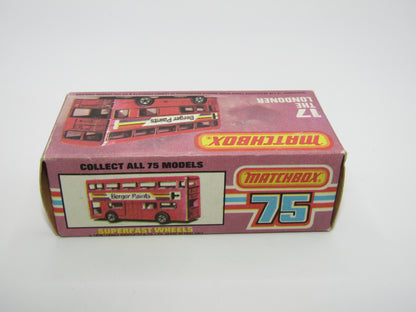 17
THE
LONDONER
Berger Paints
MATCHBOX
COLLECT ALL 75 MODELS
Berger Paints
SUPERFAST WHEELS
MATCHBOX
75